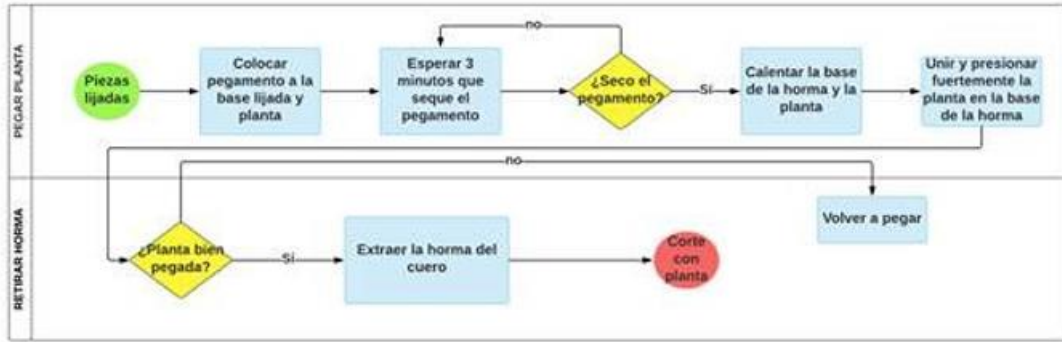 PEGAR PLANTA
Piezas
lijadas
Colocar
pegamento a la
base lijada y
planta
Esperar 3
minutos que
seque el
pegamento
no
¿Seco el
pegamento?
Sí
Calentar la base
de la horma y la
planta
Unir y presionar
fuertemente la
planta en la base
de la horma
no
RETIRAR HORMA
¿Planta bien
pegada?
Sí
Extraer la horma del
cuero
Corte
con
planta
Volver a pegar